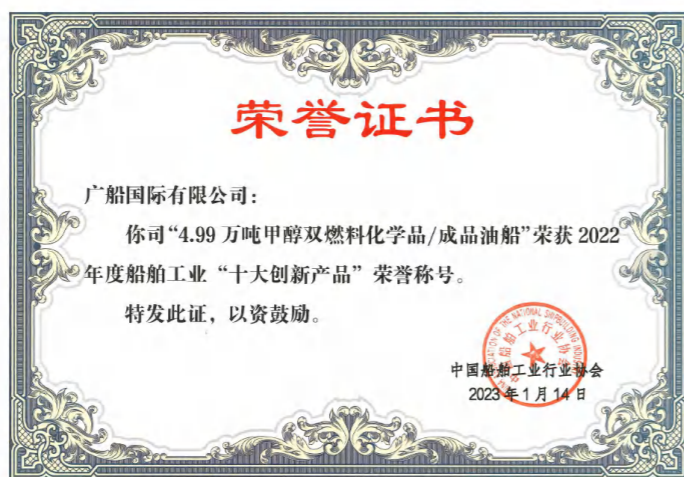 荣誉证书
广船国际有限公司：
你司“4.99 万吨甲醇双燃料化学品/成品油船”荣获 2022
年度船舶工业“十大创新产品”荣誉称号。
特发此证，以资鼓励。
中国船舶工业行业协会
2023 年 1 月 14 日